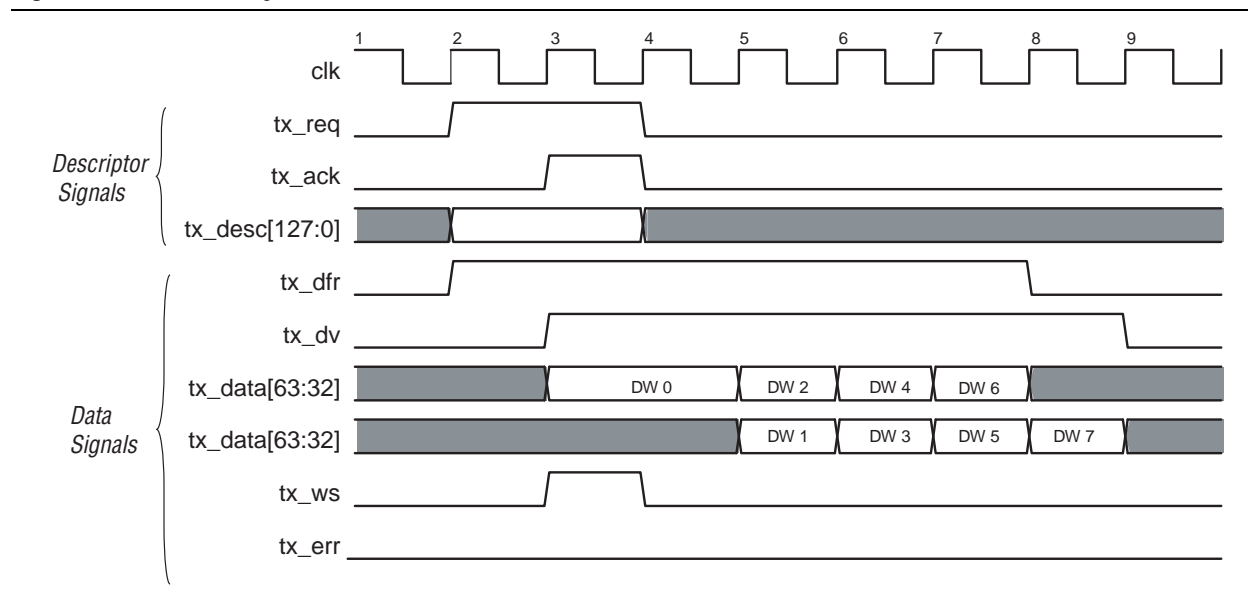 1 2 3 4 5 6 7 8 9
clk
tx_req
Descriptor
Signals
tx_ack
tx_desc[127:0]
tx_dfr
tx_dv
tx_data[63:32] DW 0 DW 2 DW 4 DW 6
Data
Signals
tx_data[63:32] DW 1 DW 3 DW 5 DW 7
tx_ws
tx_err